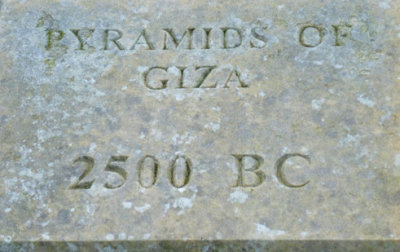 PYRAMIDS OF
GIZA
2500 BC